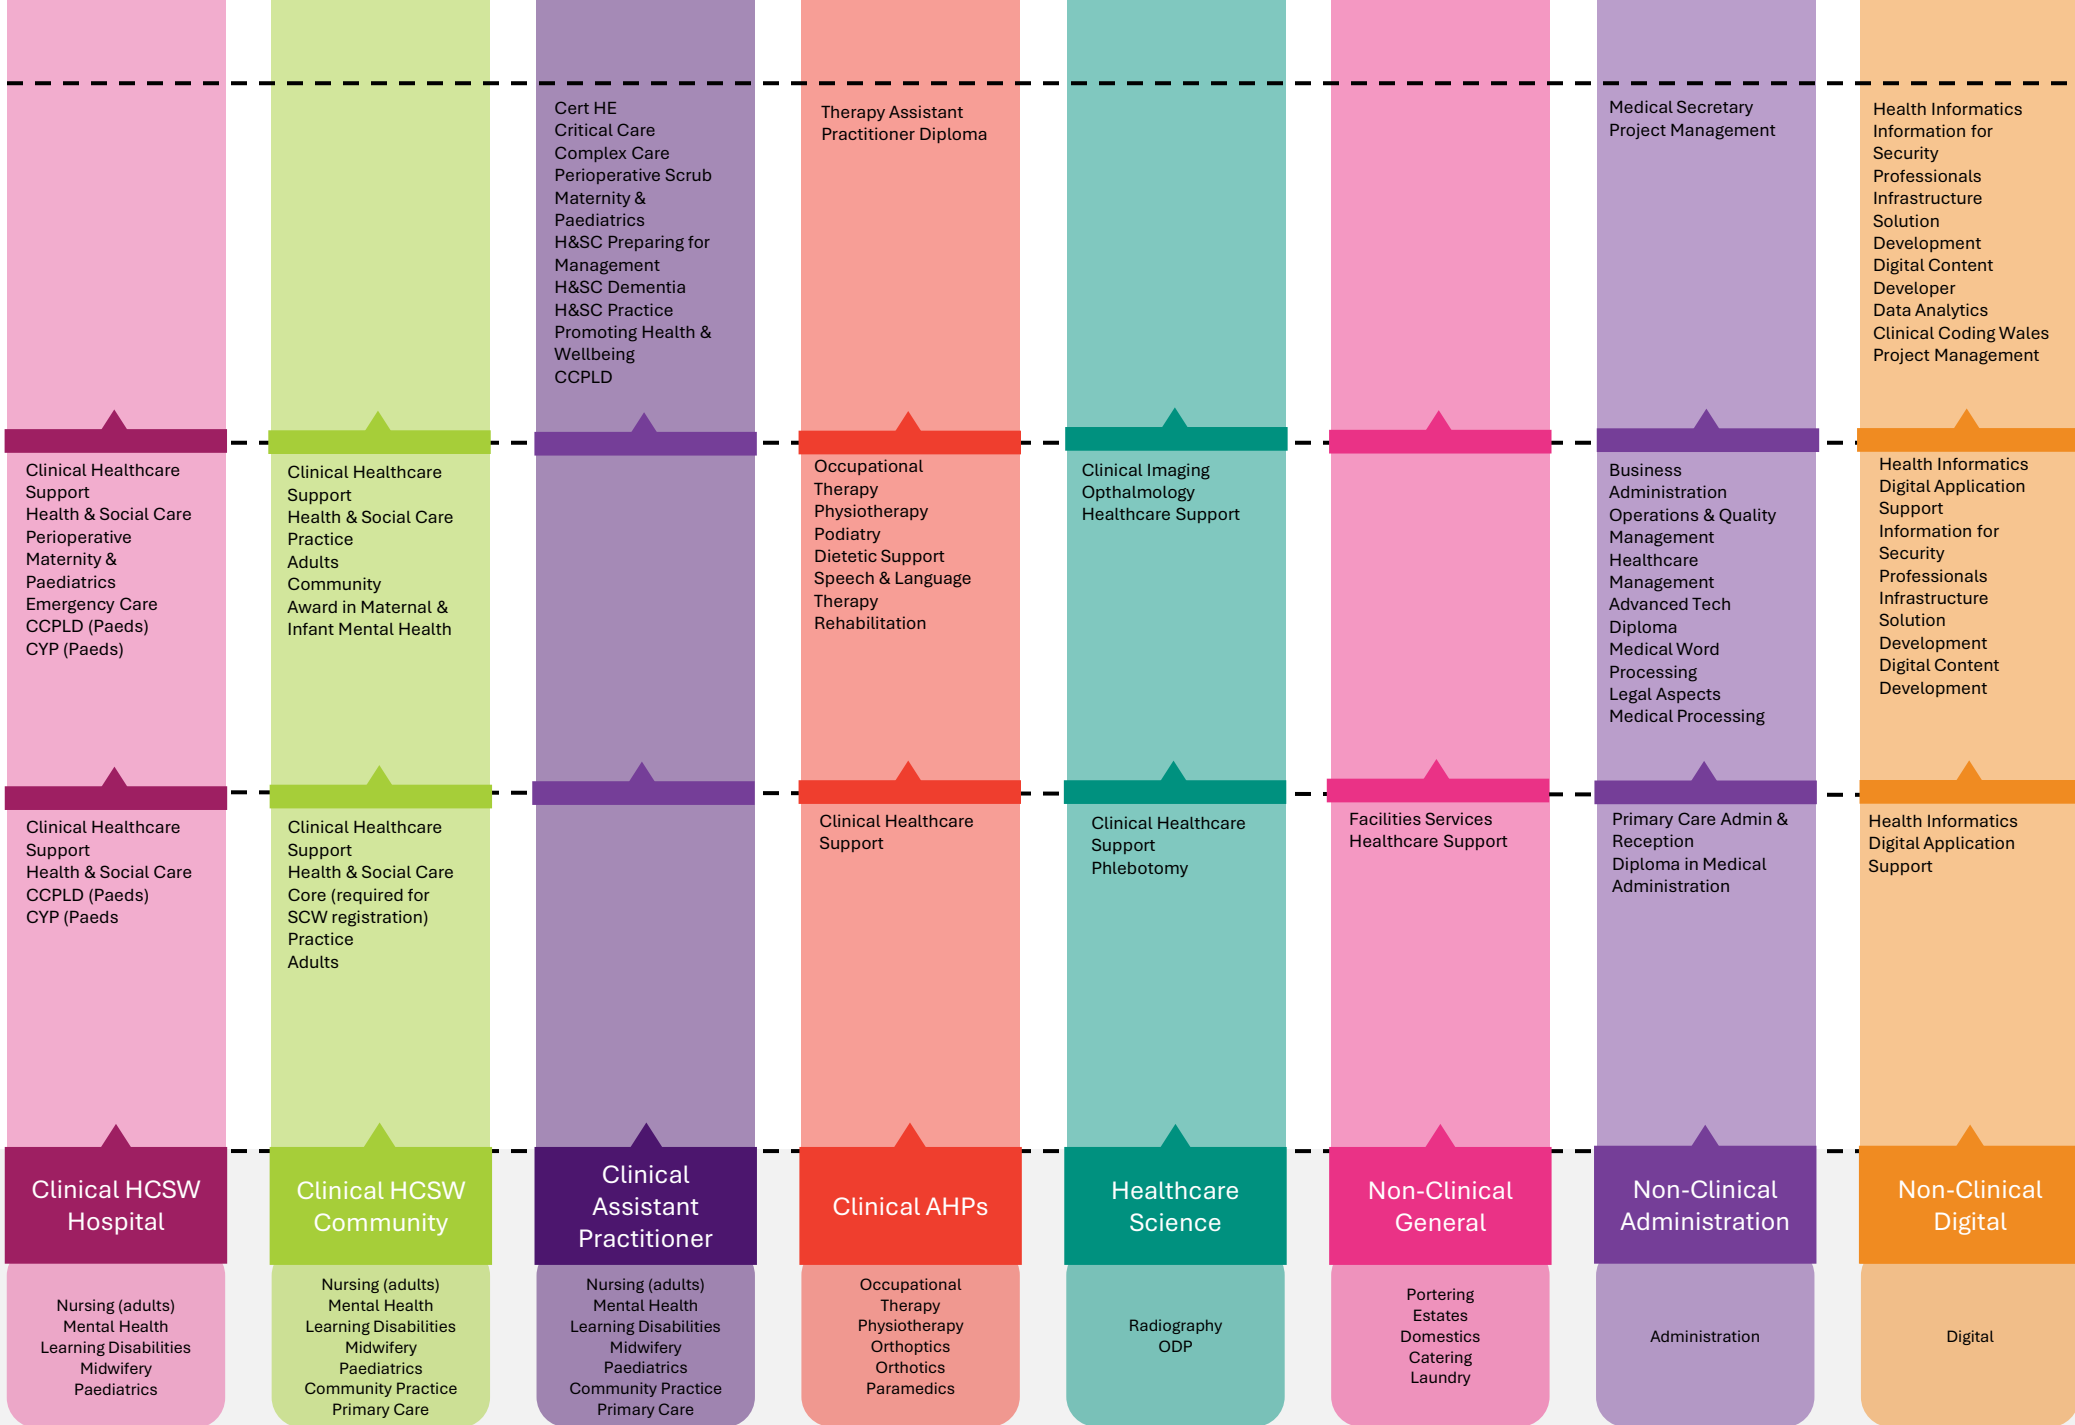 Cert HE
Critical Care
Complex Care
Perioperative Scrub
Maternity &
Paediatrics
H&SC Preparing for
Management
H&SC Dementia
H&SC Practice
Promoting Health &
Wellbeing
CCPLD
Therapy Assistant
Practitioner Diploma
Medical Secretary
Project Management
Health Informatics
Information for
Security
Professionals
Infrastructure
Solution
Development
Digital Content
Developer
Data Analytics
Clinical Coding Wales
Project Management
Clinical Healthcare
Support
Health & Social Care
Perioperative
Maternity &
Paediatrics
Emergency Care
CCPLD (Paeds)
CYP (Paeds)
Clinical Healthcare
Support
Health & Social Care
Practice
Adults
Community
Award in Maternal &
Infant Mental Health
Occupational
Therapy
Physiotherapy
Podiatry
Dietetic Support
Speech & Language
Therapy
Rehabilitation
Clinical Imaging
Opthalmology
Healthcare Support
Business
Administration
Operations & Quality
Management
Healthcare
Management
Advanced Tech
Diploma
Medical Word
Processing
Legal Aspects
Medical Processing
Health Informatics
Digital Application
Support
Information for
Security
Professionals
Infrastructure
Solution
Development
Digital Content
Development
Clinical Healthcare
Support
Health & Social Care
CCPLD (Paeds)
CYP (Paeds
Clinical Healthcare
Support
Health & Social Care
Core (required for
SCW registration)
Practice
Adults
Clinical Healthcare
Support
Clinical Healthcare
Support
Phlebotomy
Facilities Services
Healthcare Support
Primary Care Admin &
Reception
Diploma in Medical
Administration
Health Informatics
Digital Application
Support
Clinical HCSW
Hospital
Clinical HCSW
Community
Clinical
Assistant
Practitioner
Clinical AHPs
Healthcare
Science
Non-Clinical
General
Non-Clinical
Administration
Non-Clinical
Digital
Nursing (adults)
Mental Health
Learning Disabilities
Midwifery
Paediatrics
Nursing (adults)
Mental Health
Learning Disabilities
Midwifery
Paediatrics
Community Practice
Primary Care
Nursing (adults)
Mental Health
Learning Disabilities
Midwifery
Paediatrics
Community Practice
Primary Care
Occupational
Therapy
Physiotherapy
Orthoptics
Orthotics
Paramedics
Radiography
ODP
Portering
Estates
Domestics
Catering
Laundry
Administration
Digital